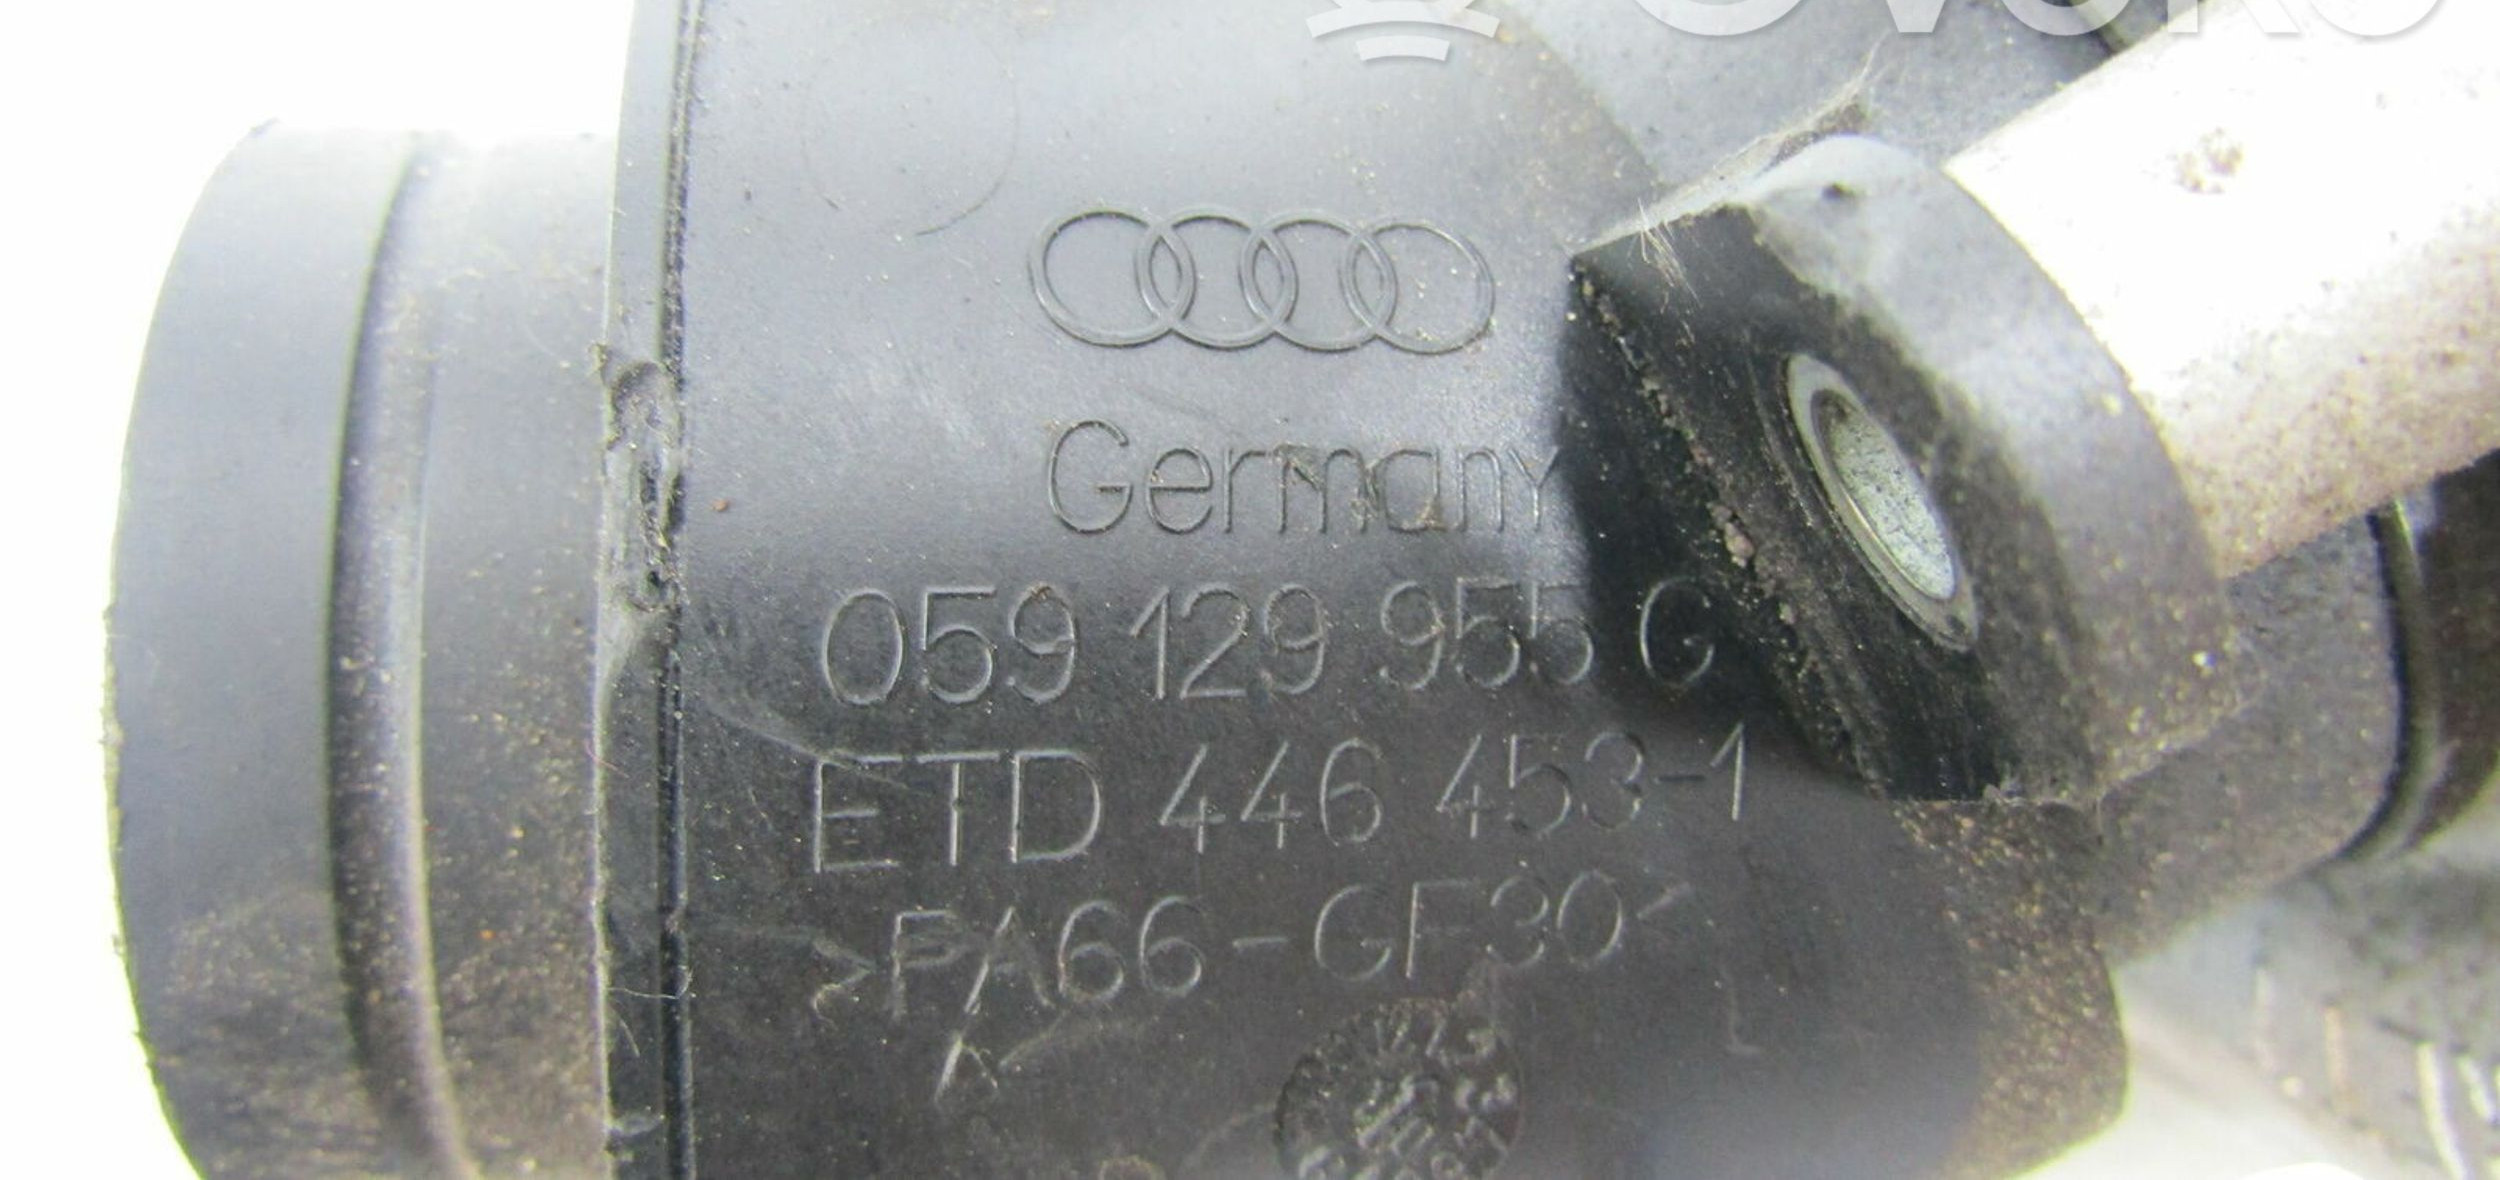 Germany
059 129 955 G
ETD 446 453-1
>PA66-GF30<